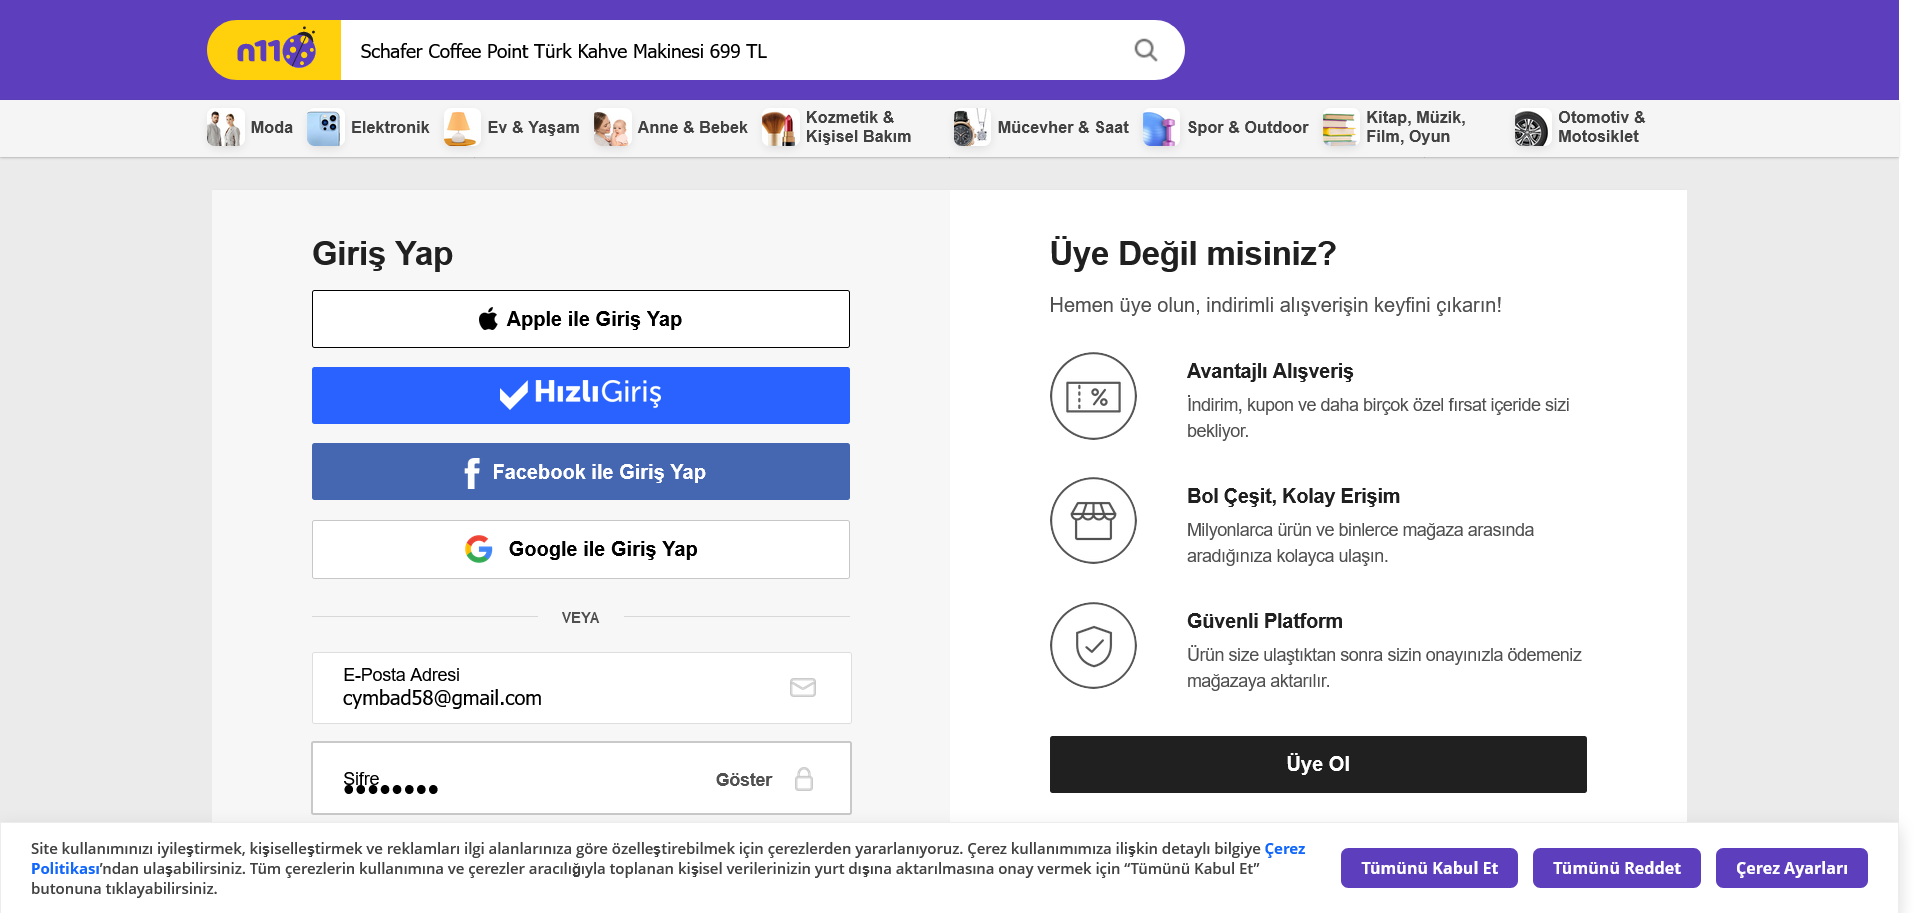 n11
Schafer Coffee Point Türk Kahve Makinesi 699 TL
Moda
Elektronik
Ev & Yaşam
Anne & Bebek
Kozmetik &
Kişisel Bakım
Mücevher & Saat
Spor & Outdoor
Kitap, Müzik,
Film, Oyun
Otomotiv &
Motosiklet
Giriş Yap
Apple ile Giriş Yap
HızlıGiriş
Facebook ile Giriş Yap
Google ile Giriş Yap
VEYA
E-Posta Adresi
cymbad58@gmail.com
Şifre
••••••••
Göster
Üye Değil misiniz?
Hemen üye olun, indirimli alışverişin keyfini çıkarın!
Avantajlı Alışveriş
İndirim, kupon ve daha birçok özel fırsat içeride sizi
bekliyor.
Bol Çeşit, Kolay Erişim
Milyonlarca ürün ve binlerce mağaza arasında
aradığınıza kolayca ulaşın.
Güvenli Platform
Ürün size ulaştıktan sonra sizin onayınızla ödemeniz
mağazaya aktarılır.
Üye Ol
Site kullanımınızı iyileştirmek, kişiselleştirmek ve reklamları ilgi alanlarınıza göre özelleştirebilmek için çerezlerden yararlanıyoruz. Çerez kullanımımıza ilişkin detaylı bilgiye Çerez
Politikası'ndan ulaşabilirsiniz. Tüm çerezlerin kullanımına ve çerezler aracılığıyla toplanan kişisel verilerinizin yurt dışına aktarılmasına onay vermek için “Tümünü Kabul Et”
butonuna tıklayabilirsiniz.
Tümünü Kabul Et
Tümünü Reddet
Çerez Ayarları